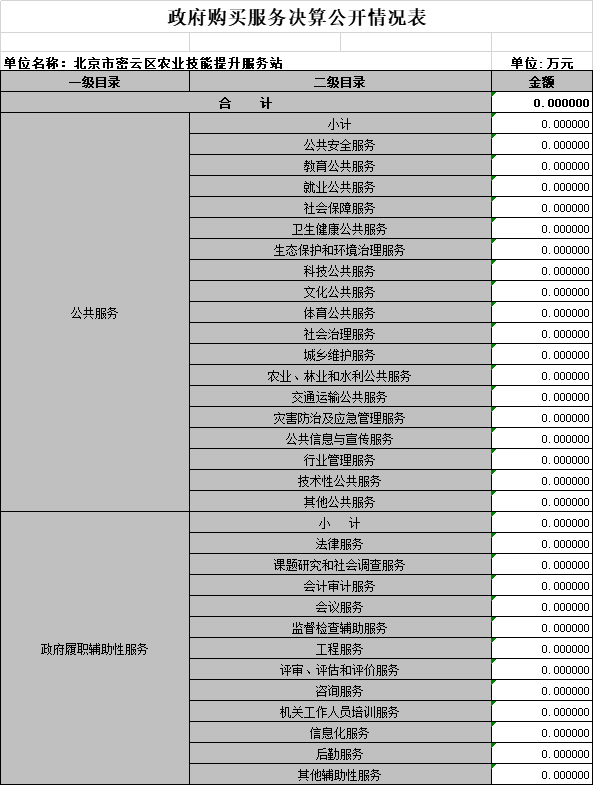 政府购买服务决算公开情况表
单位名称：北京市密云区农业技能提升服务站 单位:万元
一级目录 二级目录 金额
合 计 0.000000
公共服务
小计 0.000000
公共安全服务 0.000000
教育公共服务 0.000000
就业公共服务 0.000000
社会保障服务 0.000000
卫生健康公共服务 0.000000
生态保护和环境治理服务 0.000000
科技公共服务 0.000000
文化公共服务 0.000000
体育公共服务 0.000000
社会治理服务 0.000000
城乡维护服务 0.000000
农业、林业和水利公共服务 0.000000
交通运输公共服务 0.000000
灾害防治及应急管理服务 0.000000
公共信息与宣传服务 0.000000
行业管理服务 0.000000
技术性公共服务 0.000000
其他公共服务 0.000000
政府履职辅助性服务
小 计 0.000000
法律服务 0.000000
课题研究和社会调查服务 0.000000
会计审计服务 0.000000
会议服务 0.000000
监督检查辅助服务 0.000000
工程服务 0.000000
评审、评估和评价服务 0.000000
咨询服务 0.000000
机关工作人员培训服务 0.000000
信息化服务 0.000000
后勤服务 0.000000
其他辅助性服务 0.000000